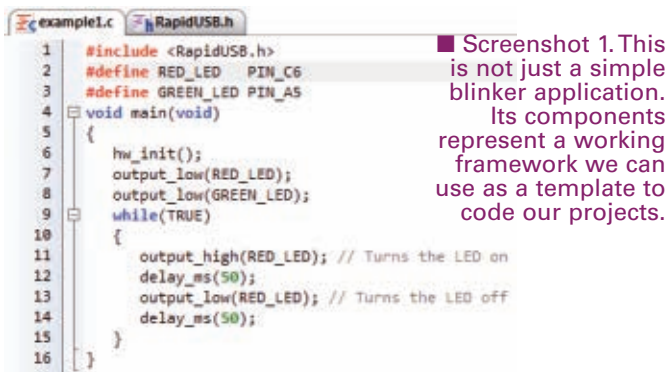 example1.c RapidUSB.h
1 #include <RapidUSB.h>
2 #define RED_LED PIN_C6
3 #define GREEN_LED PIN_A5
4 void main(void)
5 {
6 hw_init();
7 output_low(RED_LED);
8 output_low(GREEN_LED);
9 while(TRUE)
10 {
11 output_high(RED_LED); // Turns the LED on
12 delay_ms(50);
13 output_low(RED_LED); // Turns the LED off
14 delay_ms(50);
15 }
16 }
■ Screenshot 1. This
is not just a simple
blinker application.
Its components
represent a working
framework we can
use as a template to
code our projects.